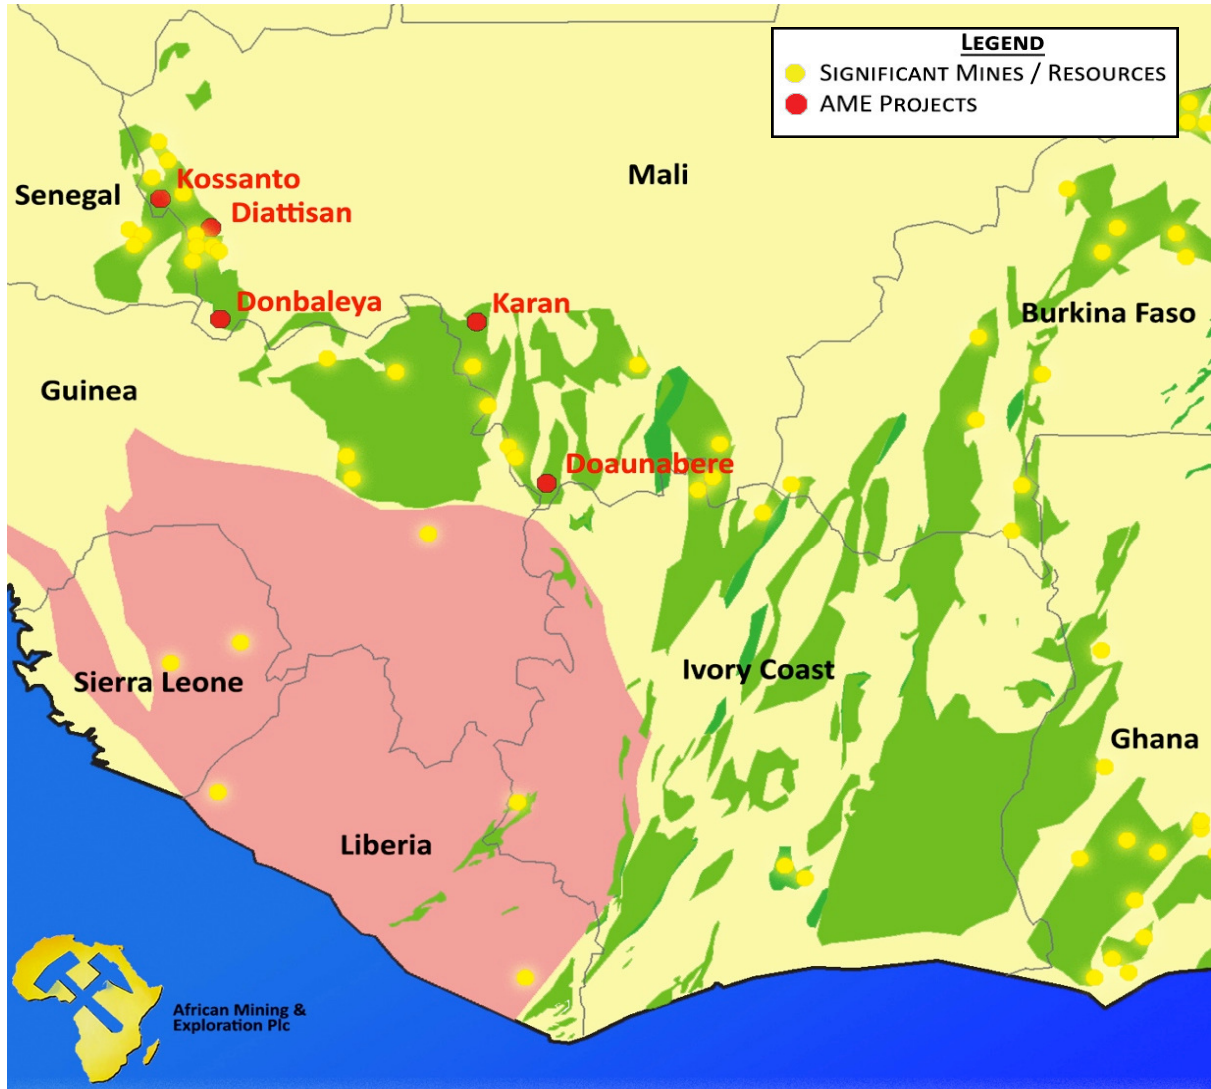 LEGEND
SIGNIFICANT MINES / RESOURCES
AME PROJECTS
Mali
Kossanto
Senegal
Diattisan
Donbaleya
Karan
Burkina Faso
Guinea
Doaunabere
Ivory Coast
Sierra Leone
Ghana
Liberia
African Mining &
Exploration Plc